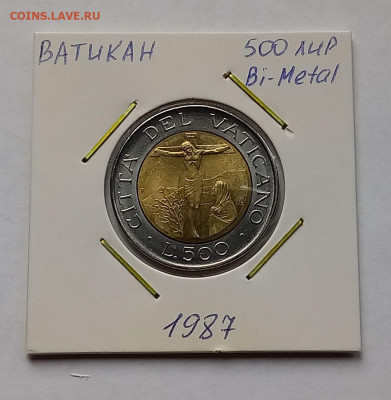 COINS.LAVE.RU
ВАТИКАН
500 ЛИР
Bi-Metal
CITTA' DEL VATICANO
L.500
1987